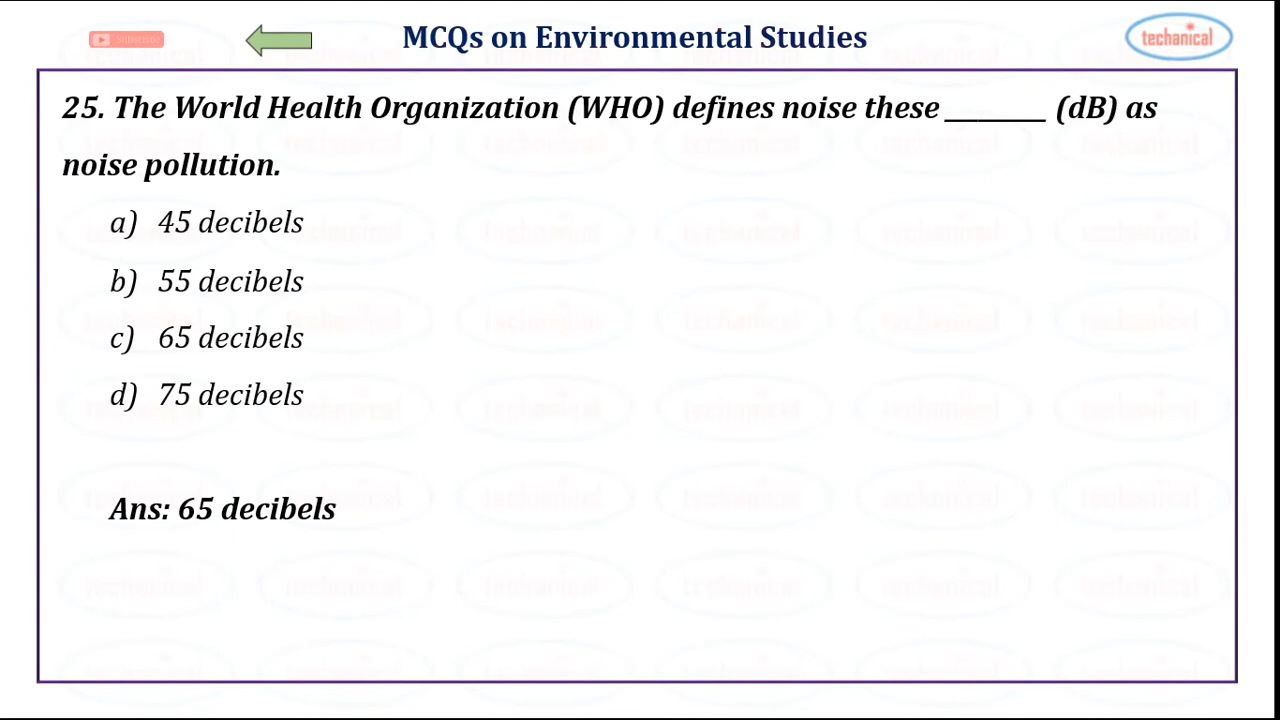 Subscribe
MCQs on Environmental Studies
techanical
25. The World Health Organization (WHO) defines noise these ________ (dB) as
noise pollution.
a) 45 decibels
b) 55 decibels
c) 65 decibels
d) 75 decibels
Ans: 65 decibels